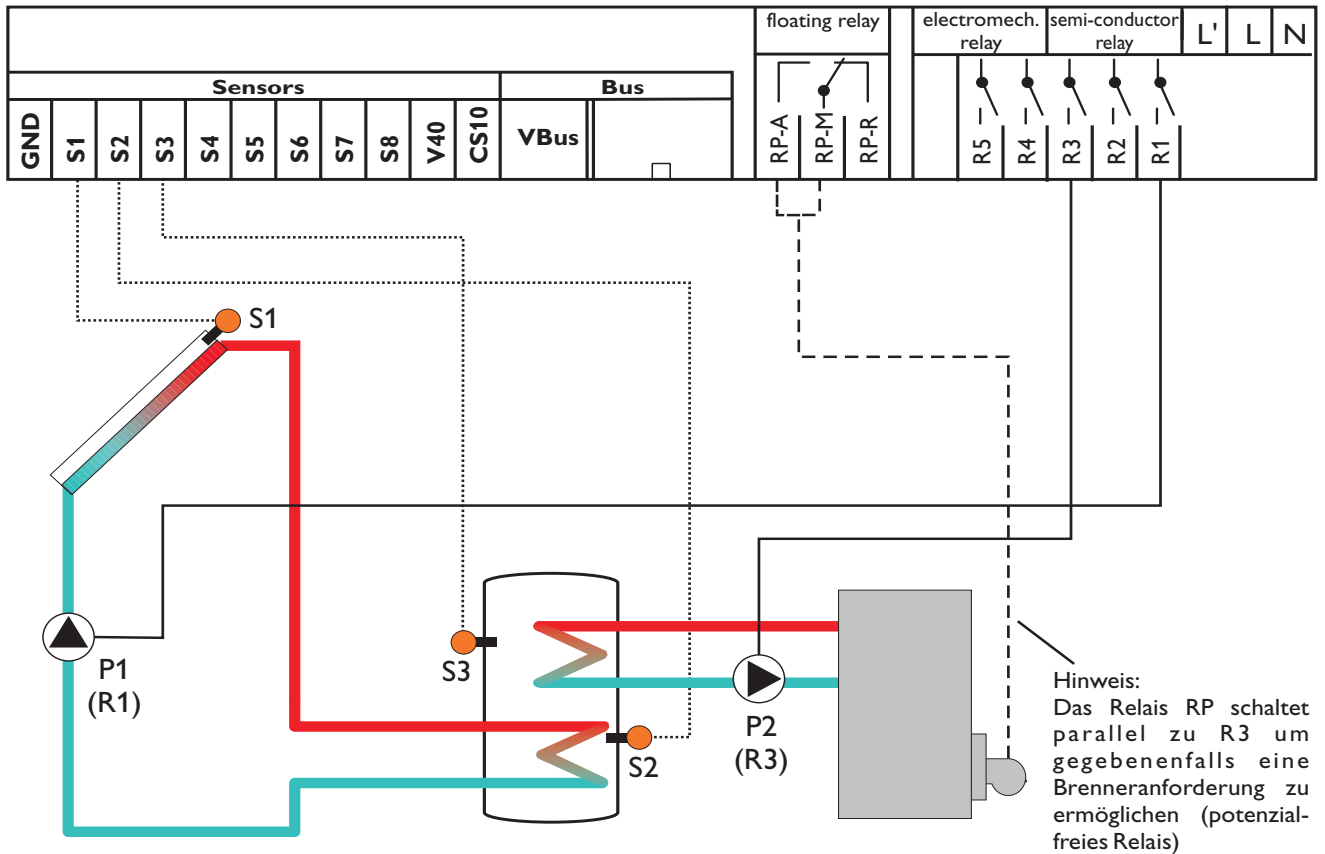 floating relay
electromech. relay
semi-conductor relay
L'
L
N
Sensors
Bus
GND
S1
S2
S3
S4
S5
S6
S7
S8
V40
CS10
VBus
RP-A
RP-M
RP-R
R5
R4
R3
R2
R1
S1
S3
P1
(R1)
P2
(R3)
S2
Hinweis:
Das Relais RP schaltet
parallel zu R3 um
gegebenenfalls eine
Brenneranforderung zu
ermöglichen (potenzial-
freies Relais)